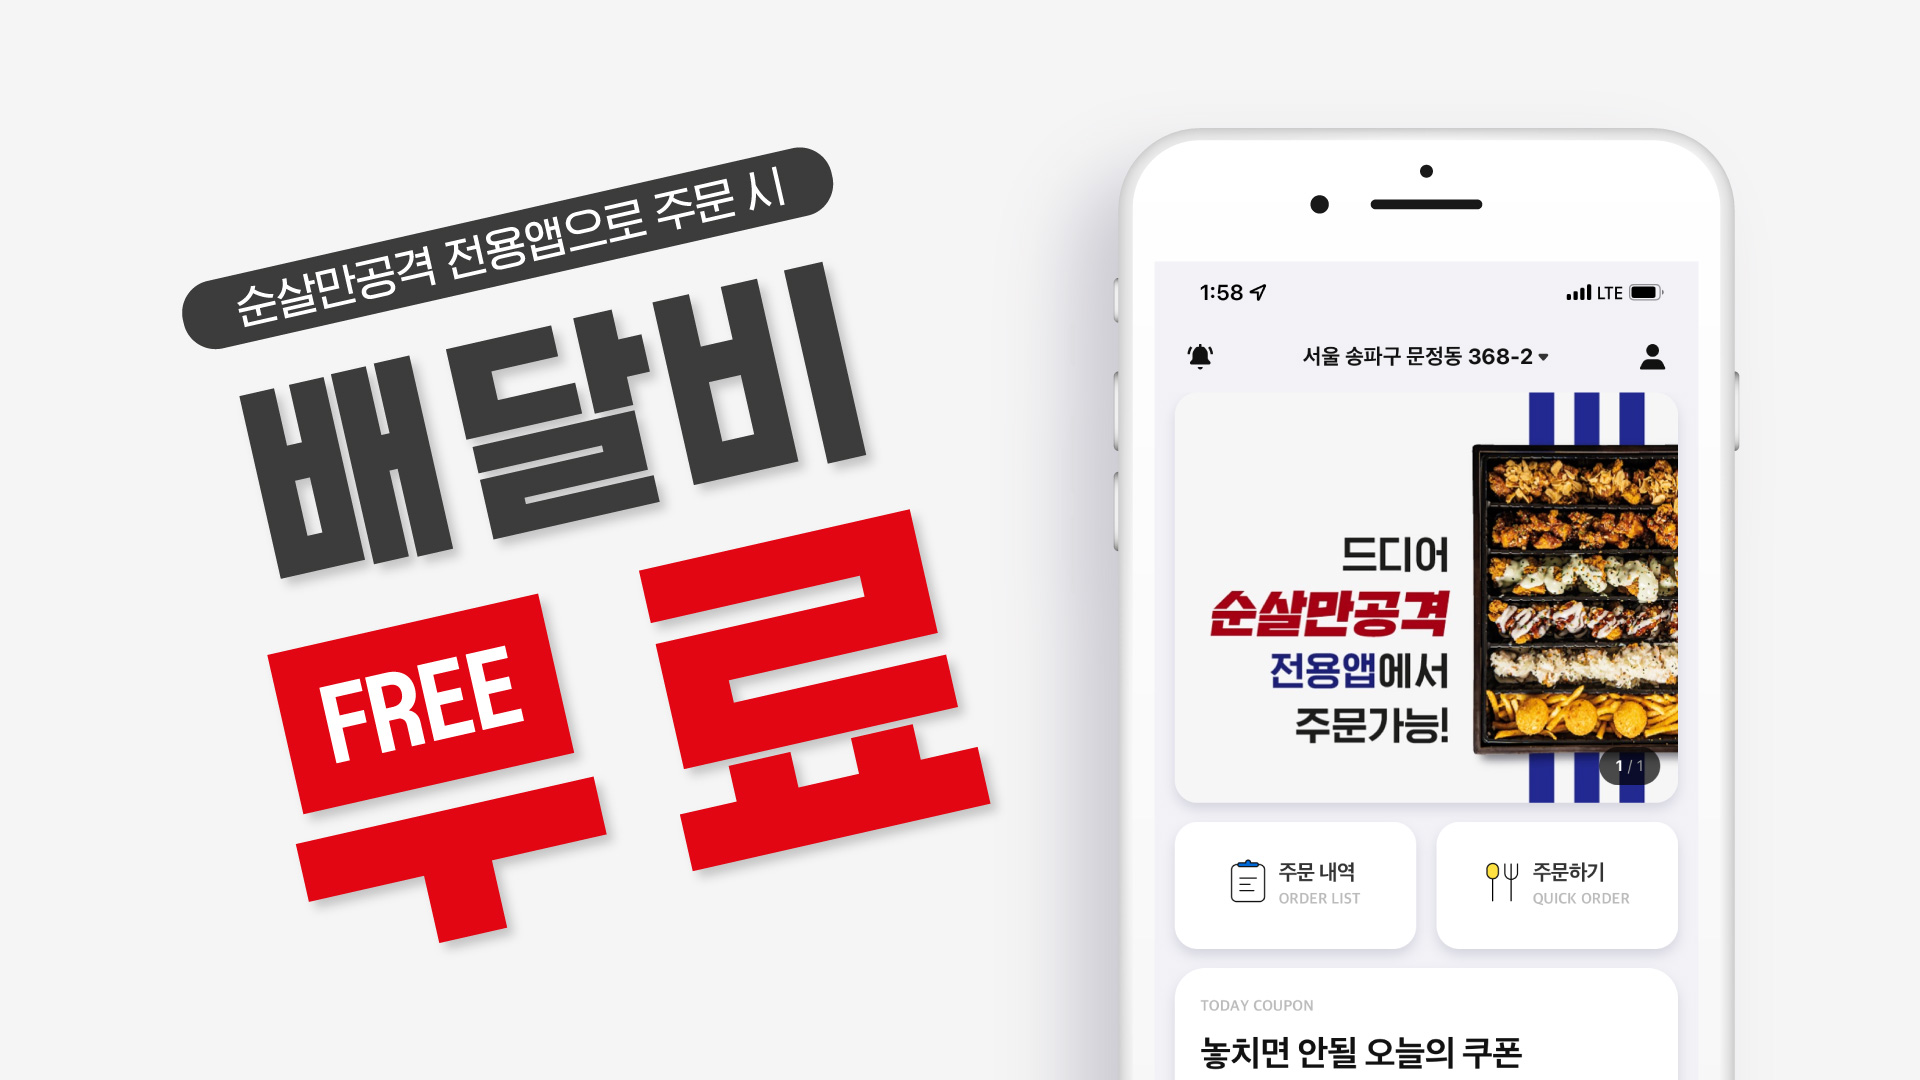 순살만공격 전용앱으로 주문 시
배달비
무료
FREE
1:58
LTE
서울 송파구 문정동 368-2
드디어
순살만공격
전용앱에서
주문가능!
1 / 1
주문 내역
ORDER LIST
주문하기
QUICK ORDER
TODAY COUPON
놓치면 안될 오늘의 쿠폰